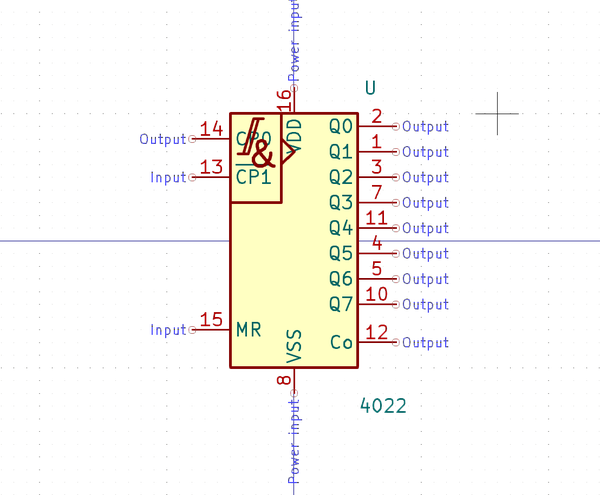 Power input
U
16
VDD
Output 14 CP0
&
Input 13 CP1
Q0 2 Output
Q1 1 Output
Q2 3 Output
Q3 7 Output
Q4 11 Output
Q5 4 Output
Q6 5 Output
Q7 10 Output
Input 15 MR
Co 12 Output
VSS
8
4022
Power input